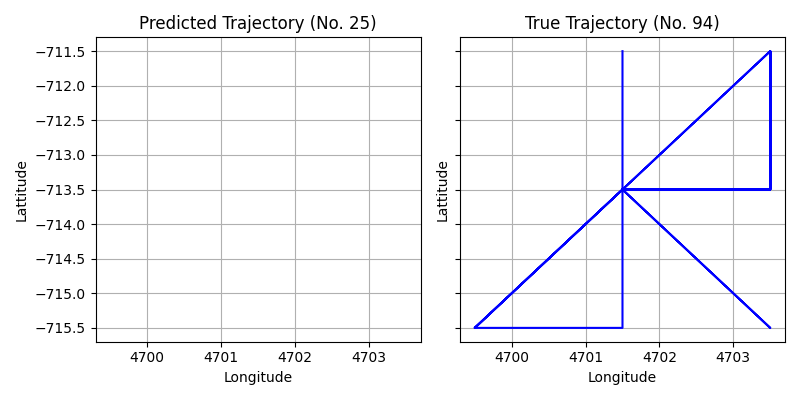 Predicted Trajectory (No. 25)
True Trajectory (No. 94)
Lattitude
−711.5
−712.0
−712.5
−713.0
−713.5
−714.0
−714.5
−715.0
−715.5
4700 4701 4702 4703
Longitude
Lattitude
4700 4701 4702 4703
Longitude